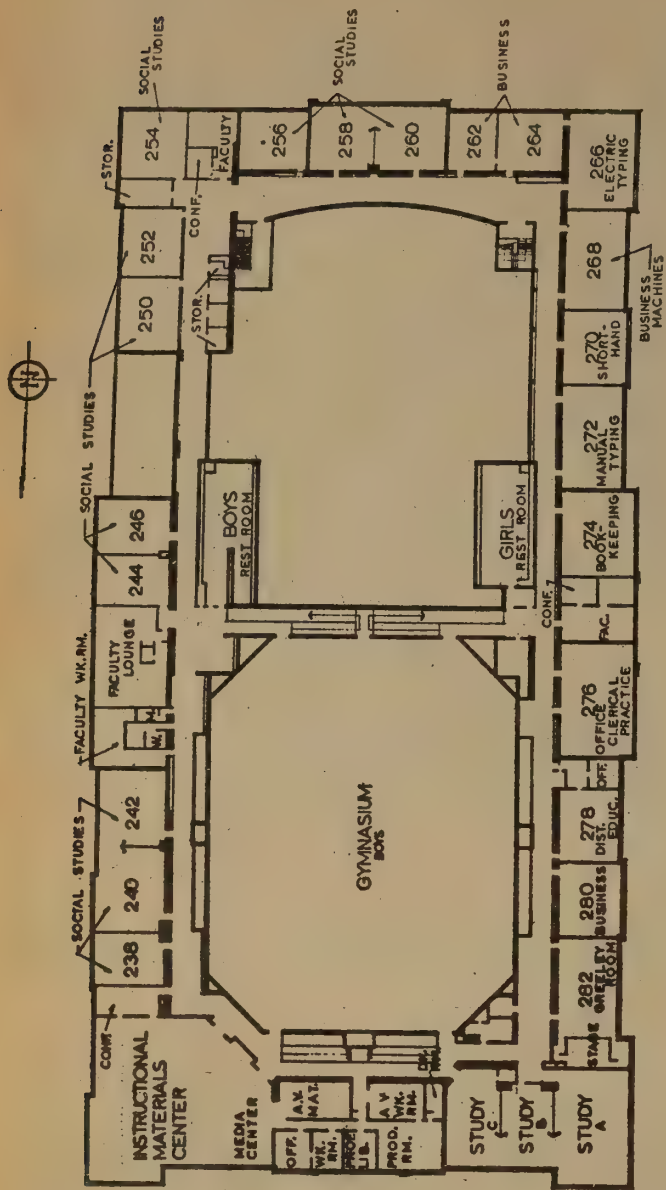 N
SOCIAL
STUDIES
STOR.
254
CONF.
FACULTY
256
SOCIAL
STUDIES
258
260
BUSINESS
262
264
266
ELECTRIC
TYPING
252
250
STOR.
268
BUSINESS
MACHINES
270
SHORT-
HAND
SOCIAL STUDIES
246
244
BOYS
REST ROOM
GIRLS
REST ROOM
272
MANUAL
TYPING
274
BOOK-
KEEPING
CONF.
FAC.
FACULTY
LOUNGE
FACULTY WK.RM.
M.
W.
276
OFFICE
CLERICAL
PRACTICE
OFF.
SOCIAL STUDIES
242
240
238
GYMNASIUM
BOYS
278
DIST.
EDUC.
280
BUSINESS
282
GREELEY
ROOM
STAGE
CONF.
INSTRUCTIONAL
MATERIALS
CENTER
MEDIA
CENTER
A.V.
MAT.
A V
WK.
RM.
OFF.
WK.
RM.
PROF.
LIB.
PROD.
RM.
STUDY
C
STUDY
B
STUDY
A